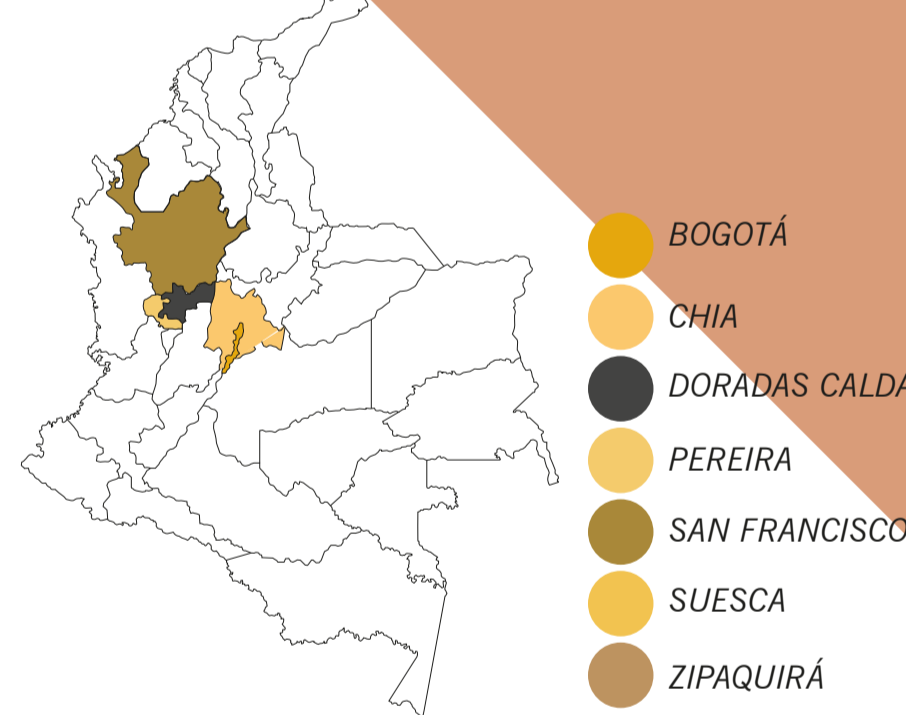 BOGOTÁ
CHIA
DORADAS CALDA
PEREIRA
SAN FRANCISCO
SUESCA
ZIPAQUIRÁ